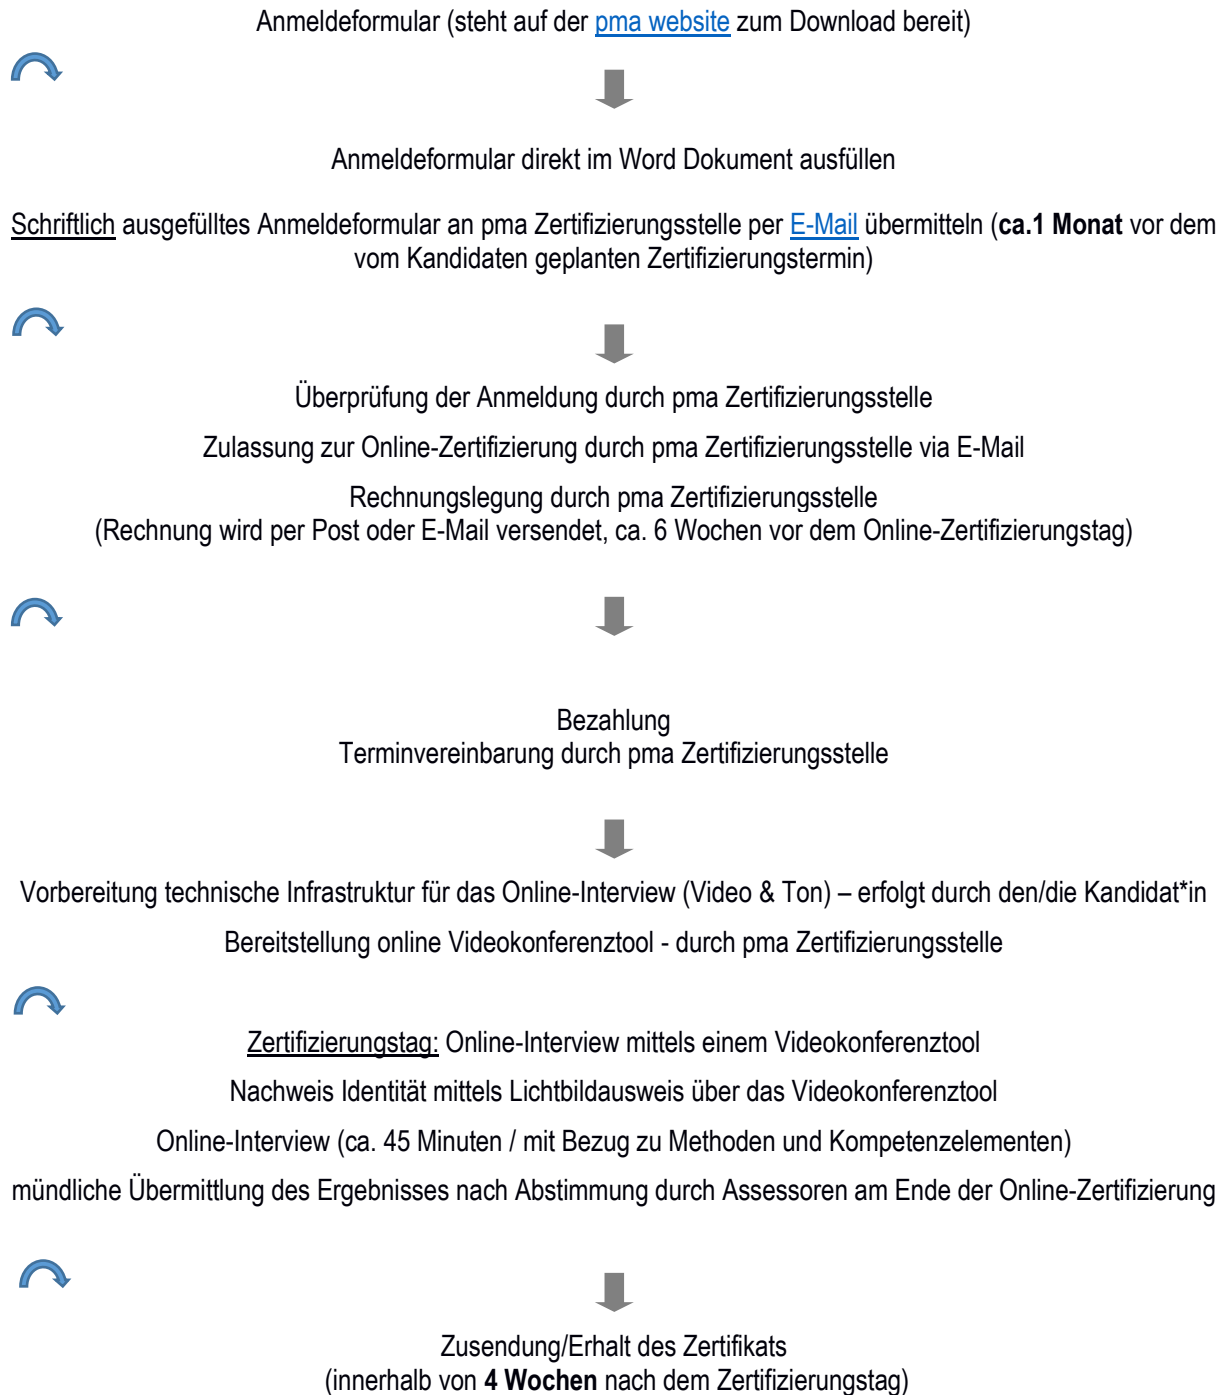 Anmeldeformular (steht auf der pma website zum Download bereit)
Anmeldeformular direkt im Word Dokument ausfüllen
Schriftlich ausgefülltes Anmeldeformular an pma Zertifizierungsstelle per E-Mail übermitteln (ca.1 Monat vor dem
vom Kandidaten geplanten Zertifizierungstermin)
Überprüfung der Anmeldung durch pma Zertifizierungsstelle
Zulassung zur Online-Zertifizierung durch pma Zertifizierungsstelle via E-Mail
Rechnungslegung durch pma Zertifizierungsstelle
(Rechnung wird per Post oder E-Mail versendet, ca. 6 Wochen vor dem Online-Zertifizierungstag)
Bezahlung
Terminvereinbarung durch pma Zertifizierungsstelle
Vorbereitung technische Infrastruktur für das Online-Interview (Video & Ton) – erfolgt durch den/die Kandidat*in
Bereitstellung online Videokonferenztool - durch pma Zertifizierungsstelle
Zertifizierungstag: Online-Interview mittels einem Videokonferenztool
Nachweis Identität mittels Lichtbildausweis über das Videokonferenztool
Online-Interview (ca. 45 Minuten / mit Bezug zu Methoden und Kompetenzelementen)
mündliche Übermittlung des Ergebnisses nach Abstimmung durch Assessoren am Ende der Online-Zertifizierung
Zusendung/Erhalt des Zertifikats
(innerhalb von 4 Wochen nach dem Zertifizierungstag)